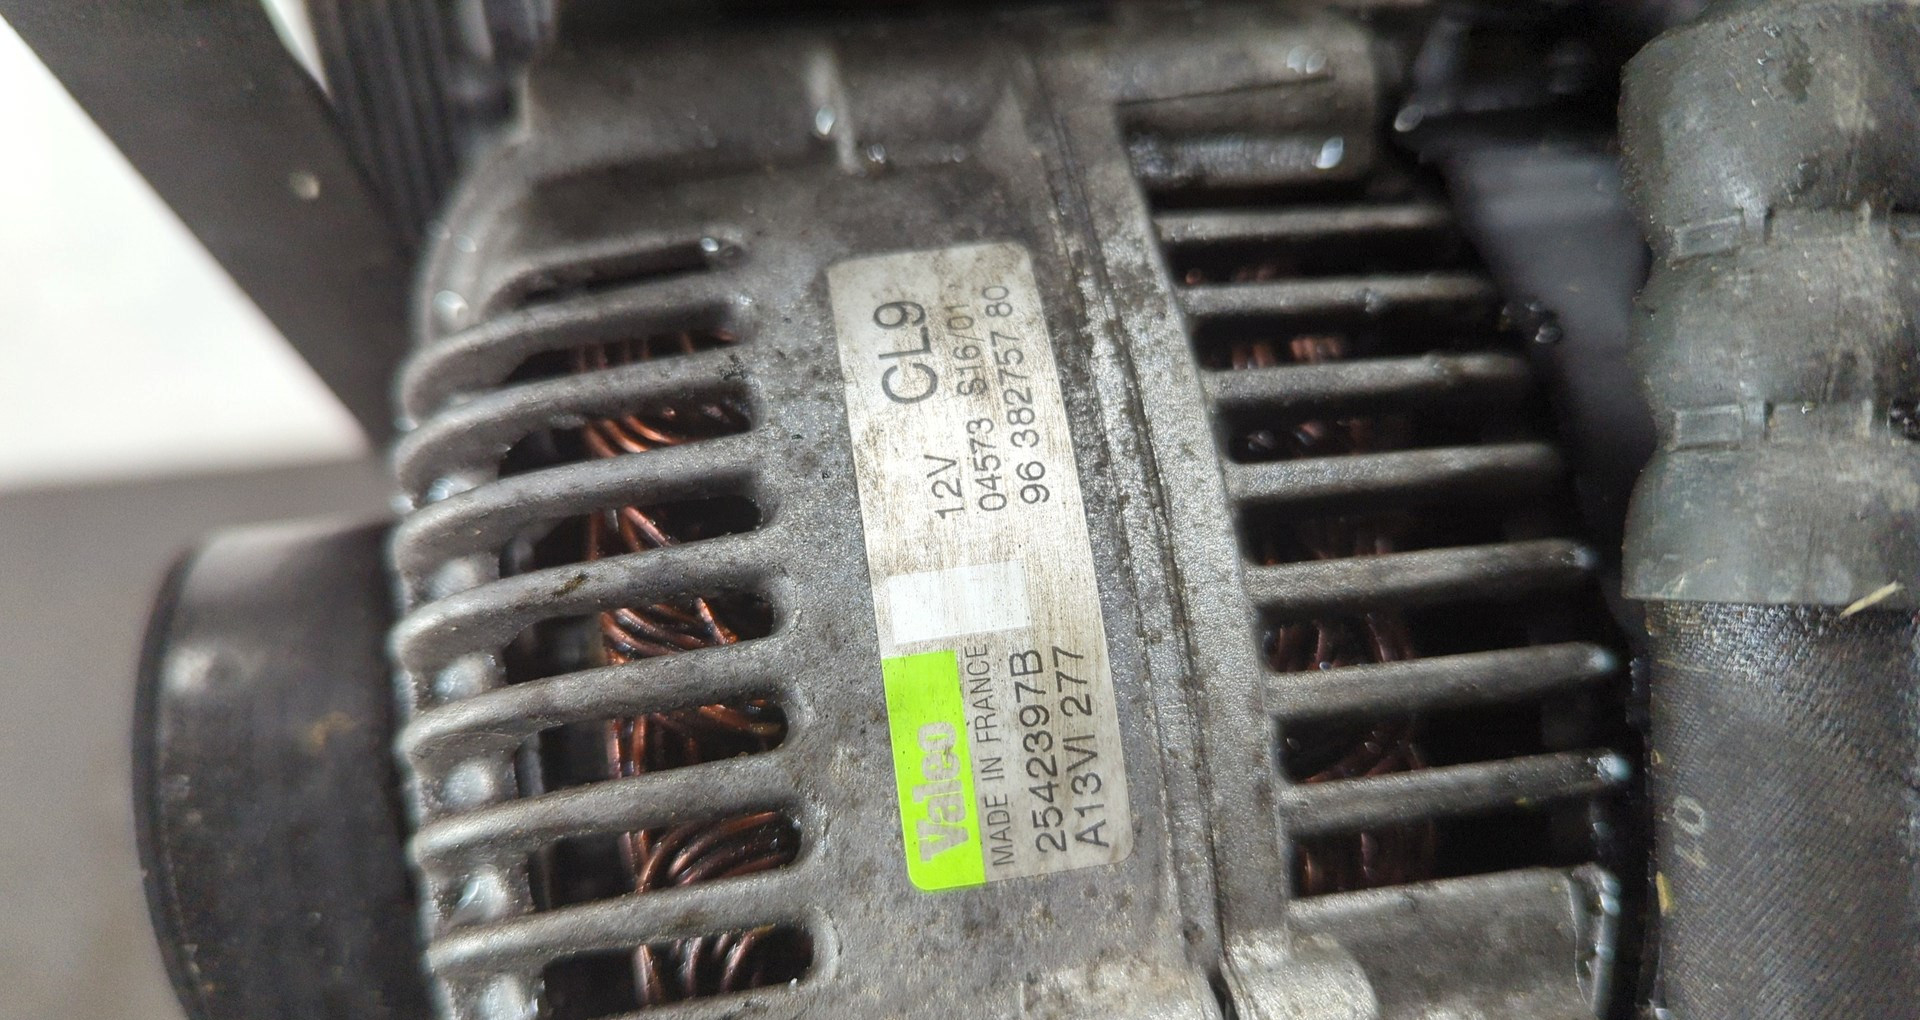 Valeo
MADE IN FRANCE
2542397B
A13VI 277
CL9
12V
04573 S16/01
96 382757 80